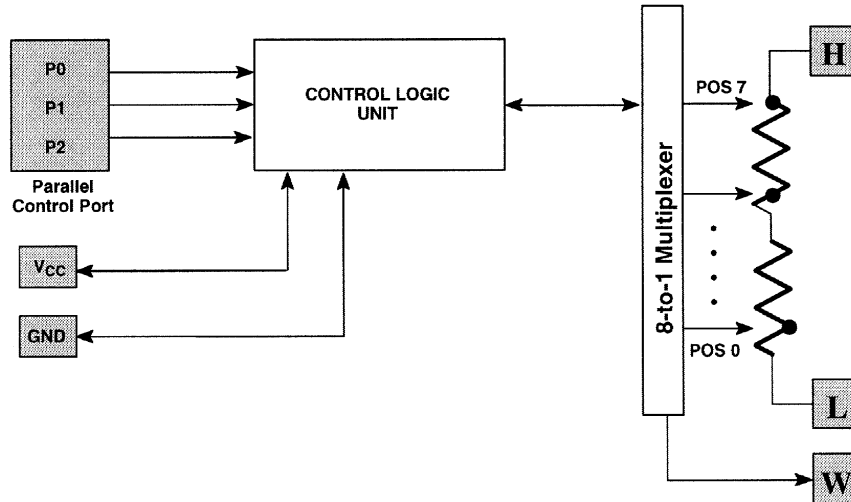 P0
P1
P2
Parallel
Control Port
CONTROL LOGIC
UNIT
VCC
GND
8-to-1 Multiplexer
POS 7
POS 0
H
L
W